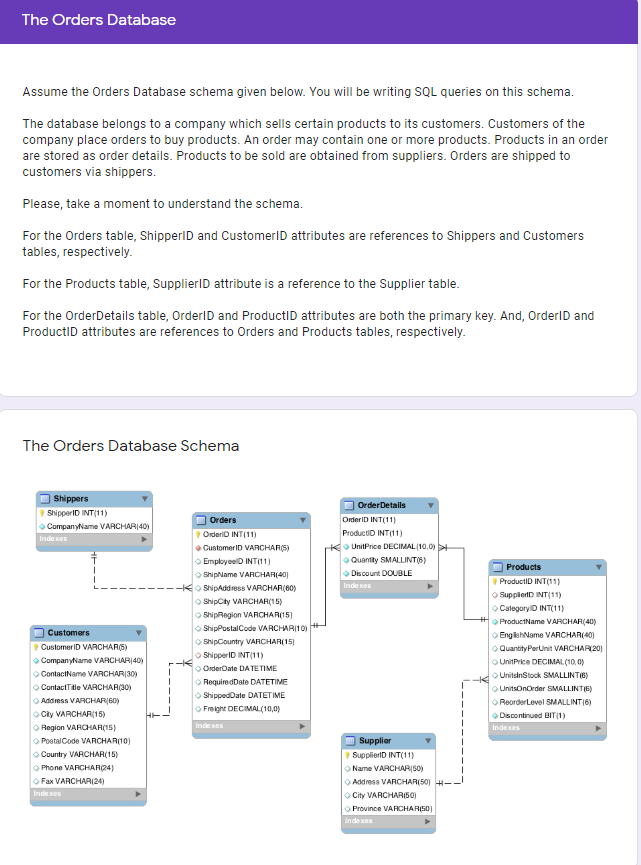 The Orders Database
Assume the Orders Database schema given below. You will be writing SQL queries on this schema.
The database belongs to a company which sells certain products to its customers. Customers of the
company place orders to buy products. An order may contain one or more products. Products in an order
are stored as order details. Products to be sold are obtained from suppliers. Orders are shipped to
customers via shippers.
Please, take a moment to understand the schema.
For the Orders table, ShipperID and CustomerID attributes are references to Shippers and Customers
tables, respectively.
For the Products table, SupplierID attribute is a reference to the Supplier table.
For the OrderDetails table, OrderID and ProductID attributes are both the primary key. And, OrderID and
ProductID attributes are references to Orders and Products tables, respectively.
The Orders Database Schema
Shippers
ShipperID INT(11)
CompanyName VARCHAR(40)
Indexes
Customers
CustomerID VARCHAR(5)
CompanyName VARCHAR(40)
ContactName VARCHAR(30)
ContactTitle VARCHAR(30)
Address VARCHAR(60)
City VARCHAR(15)
Region VARCHAR(15)
PostalCode VARCHAR(10)
Country VARCHAR(15)
Phone VARCHAR(24)
Fax VARCHAR(24)
Indexes
Orders
OrderID INT(11)
CustomerID VARCHAR(5)
EmployeeID INT(11)
ShipName VARCHAR(40)
ShipAddress VARCHAR(60)
ShipCity VARCHAR(15)
ShipRegion VARCHAR(15)
ShipPostalCode VARCHAR(10)
ShipCountry VARCHAR(15)
ShipperID INT(11)
OrderDate DATETIME
RequiredDate DATETIME
ShippedDate DATETIME
Freight DECIMAL(10,0)
Indexes
OrderDetails
OrderID INT(11)
ProductID INT(11)
UnitPrice DECIMAL(10,0)
Quantity SMALLINT(6)
Discount DOUBLE
Indexes
Supplier
SupplierID INT(11)
Name VARCHAR(50)
Address VARCHAR(50)
City VARCHAR(50)
Province VARCHAR(50)
Indexes
Products
ProductID INT(11)
SupplierID INT(11)
CategoryID INT(11)
ProductName VARCHAR(40)
EnglishName VARCHAR(40)
QuantityPerUnit VARCHAR(20)
UnitPrice DECIMAL(10,0)
UnitsInStock SMALLINT(6)
UnitsOnOrder SMALLINT(6)
ReorderLevel SMALLINT(6)
Discontinued BIT(1)
Indexes